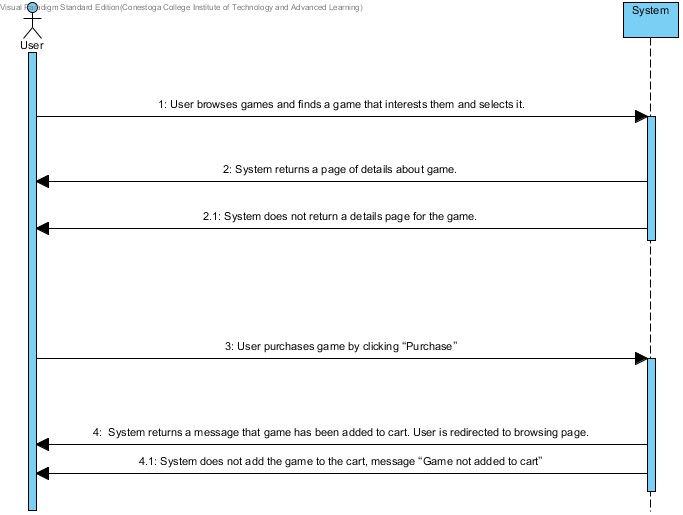 Visual Paradigm Standard Edition(Conestoga College Institute of Technology and Advanced Learning)
System
User
1: User browses games and finds a game that interests them and selects it.
2: System returns a page of details about game.
2.1: System does not return a details page for the game.
3: User purchases game by clicking “Purchase”
4:  System returns a message that game has been added to cart. User is redirected to browsing page.
4.1: System does not add the game to the cart, message “Game not added to cart”